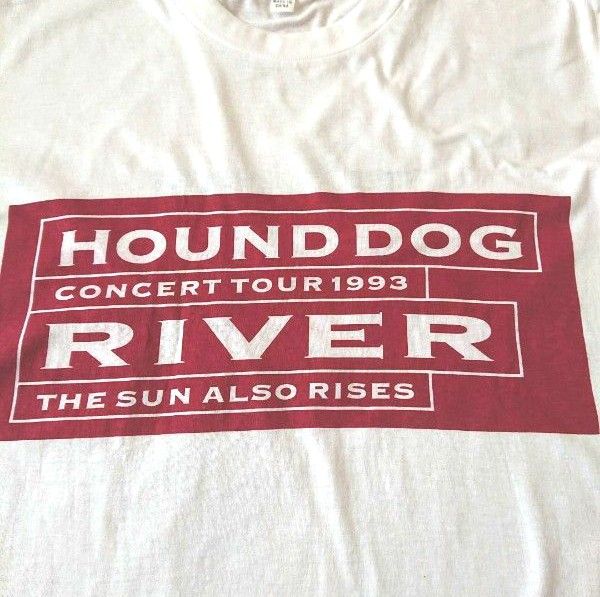 HOUND DOG
CONCERT TOUR 1993
RIVER
THE SUN ALSO RISES